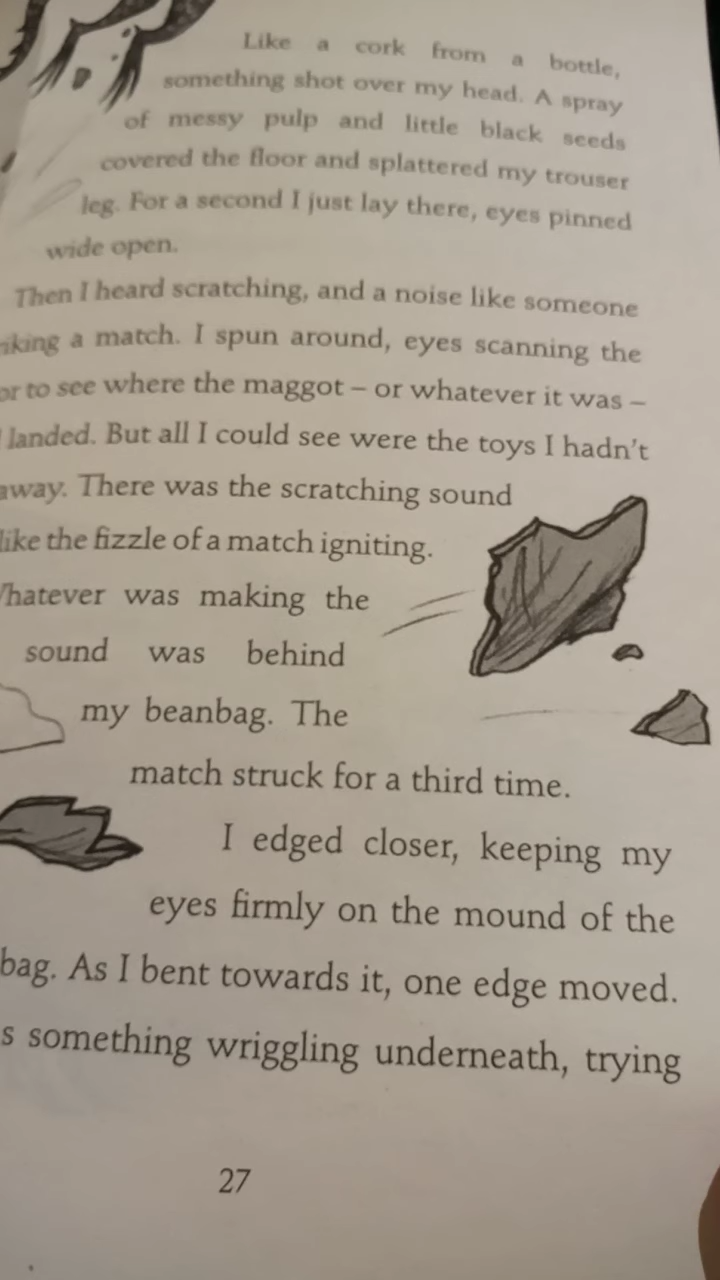 Like a cork from a bottle,
something shot over my head. A spray
of messy pulp and little black seeds
covered the floor and splattered my trouser
leg. For a second I just lay there, eyes pinned
wide open.
Then I heard scratching, and a noise like someone
a match. I spun around, eyes scanning the
to see where the maggot – or whatever it was –
landed. But all I could see were the toys I hadn't
away. There was the scratching sound
like the fizzle of a match igniting.
Whatever was making the
sound was behind
my beanbag. The
match struck for a third time.
I edged closer, keeping my
eyes firmly on the mound of the
bag. As I bent towards it, one edge moved.
something wriggling underneath, trying
27